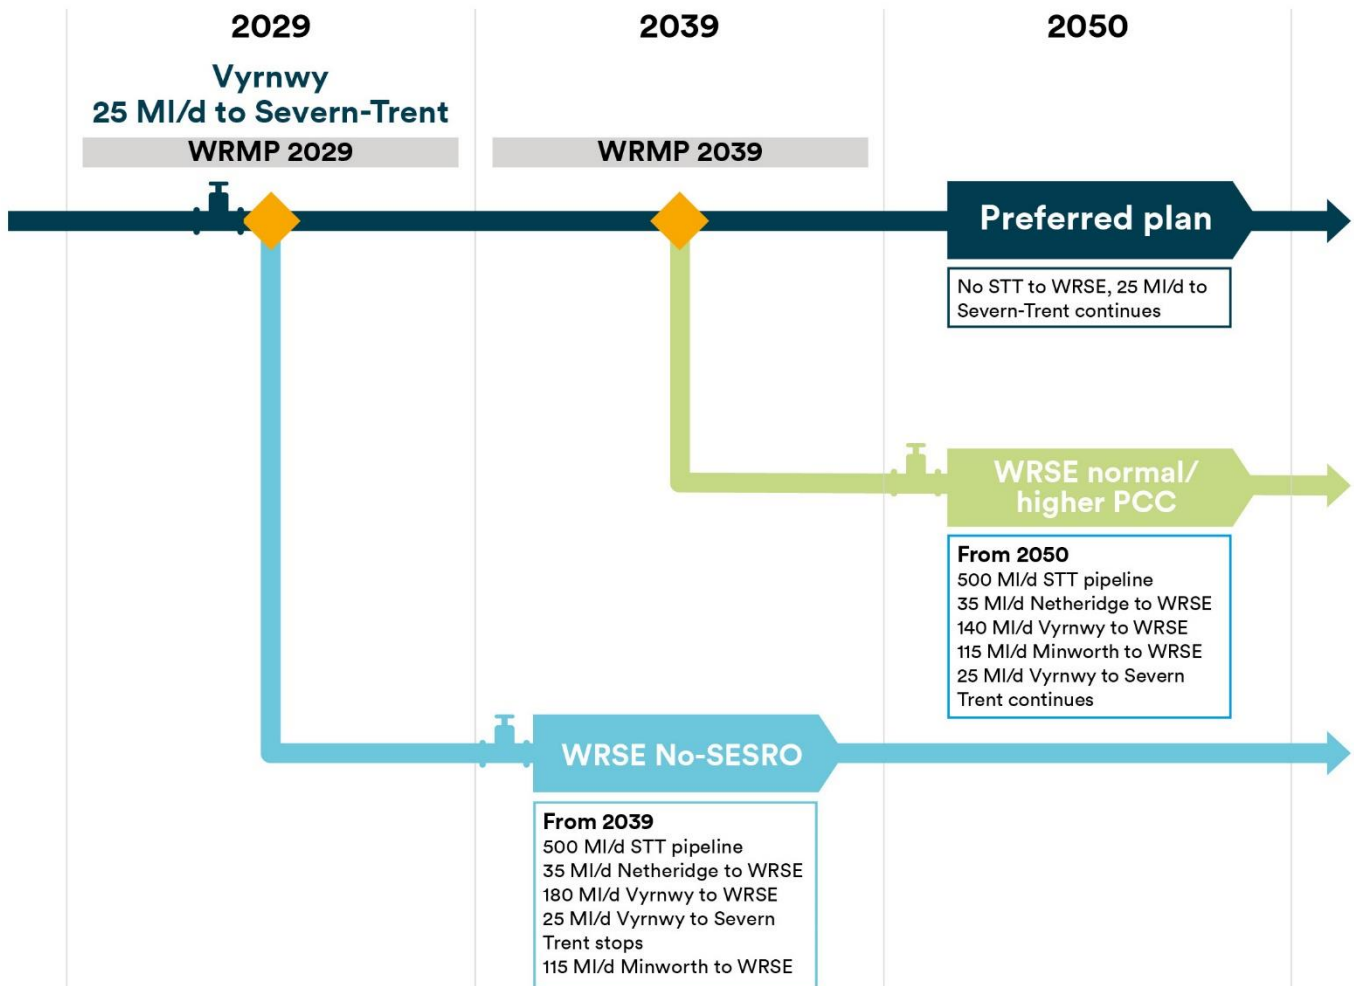 2029
2039
2050
Vyrnwy
25 Ml/d to Severn-Trent
WRMP 2029
WRMP 2039
Preferred plan
No STT to WRSE, 25 Ml/d to
Severn-Trent continues
WRSE normal/
higher PCC
From 2050
500 Ml/d STT pipeline
35 Ml/d Netheridge to WRSE
140 Ml/d Vyrnwy to WRSE
115 Ml/d Minworth to WRSE
25 Ml/d Vyrnwy to Severn
Trent continues
WRSE No-SESRO
From 2039
500 Ml/d STT pipeline
35 Ml/d Netheridge to WRSE
180 Ml/d Vyrnwy to WRSE
25 Ml/d Vyrnwy to Severn
Trent stops
115 Ml/d Minworth to WRSE